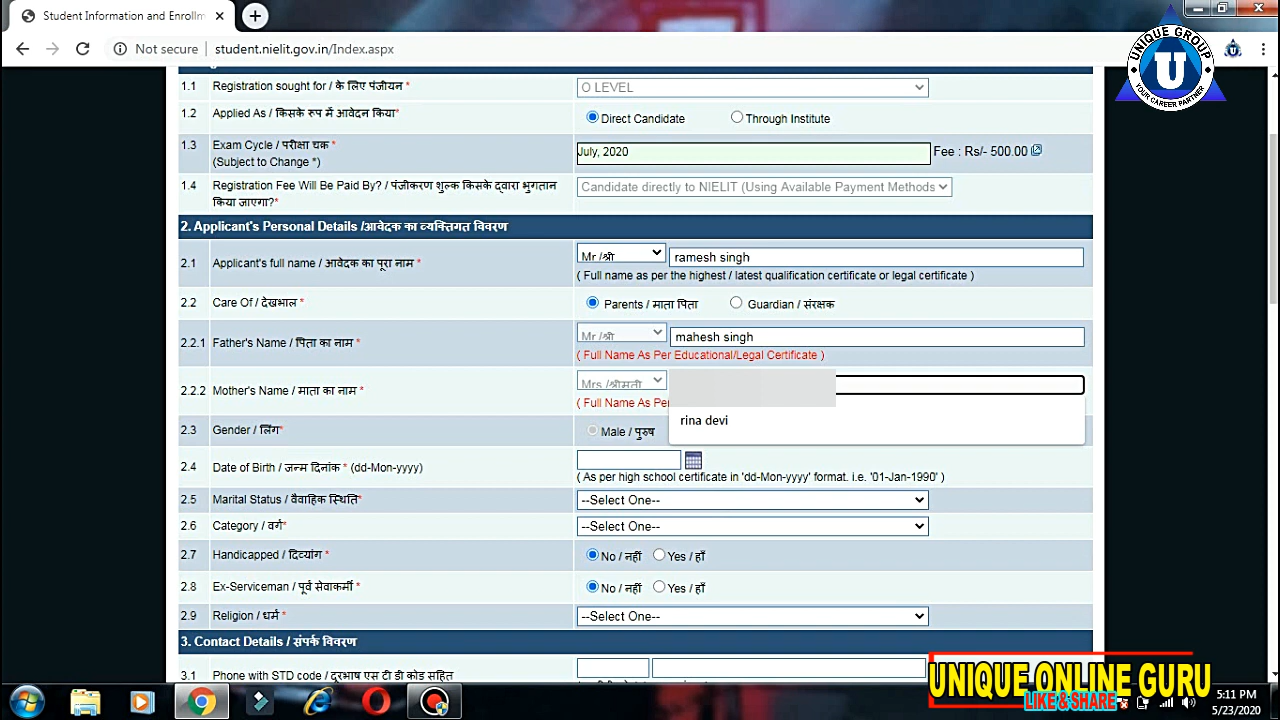 Student Information and Enrollm
Not secure
student.nielit.gov.in/Index.aspx
UNIQUE GROUP
U
YOUR CAREER PARTNER
1.1 Registration sought for / के लिए पंजीयन * O LEVEL
1.2 Applied As / किसके रुप में आवेदन किया* Direct Candidate Through Institute
1.3 Exam Cycle / परीक्षा चक्र *
(Subject to Change *)
July, 2020 Fee : Rs/- 500.00
1.4 Registration Fee Will Be Paid By? / पंजीकरण शुल्क किसके द्वारा भुगतान
किया जाएगा?*
Candidate directly to NIELIT (Using Available Payment Methods
2. Applicant's Personal Details /आवेदक का व्यक्तिगत विवरण
2.1 Applicant's full name / आवेदक का पूरा नाम * Mr /श्री ramesh singh
( Full name as per the highest / latest qualification certificate or legal certificate )
2.2 Care Of / देखभाल * Parents / माता पिता Guardian / संरक्षक
2.2.1 Father's Name / पिता का नाम * Mr /श्री mahesh singh
( Full Name As Per Educational/Legal Certificate )
2.2.2 Mother's Name / माता का नाम * Mrs /श्रीमती
( Full Name As Per
rina devi
2.3 Gender / लिंग* Male / पुरुष
2.4 Date of Birth / जन्म दिनांक * (dd-Mon-yyyy)
( As per high school certificate in 'dd-Mon-yyyy' format. i.e. '01-Jan-1990' )
2.5 Marital Status / वैवाहिक स्थिति* --Select One--
2.6 Category / वर्ग* --Select One--
2.7 Handicapped / दिव्यांग * No / नहीं Yes / हाँ
2.8 Ex-Serviceman / पूर्व सेवाकर्मी * No / नहीं Yes / हाँ
2.9 Religion / धर्म * --Select One--
3. Contact Details / संपर्क विवरण
3.1 Phone with STD code / दूरभाष एस टी डी कोड सहित
UNIQUE ONLINE GURU
LIKE & SHARE
5:11 PM
5/23/2020